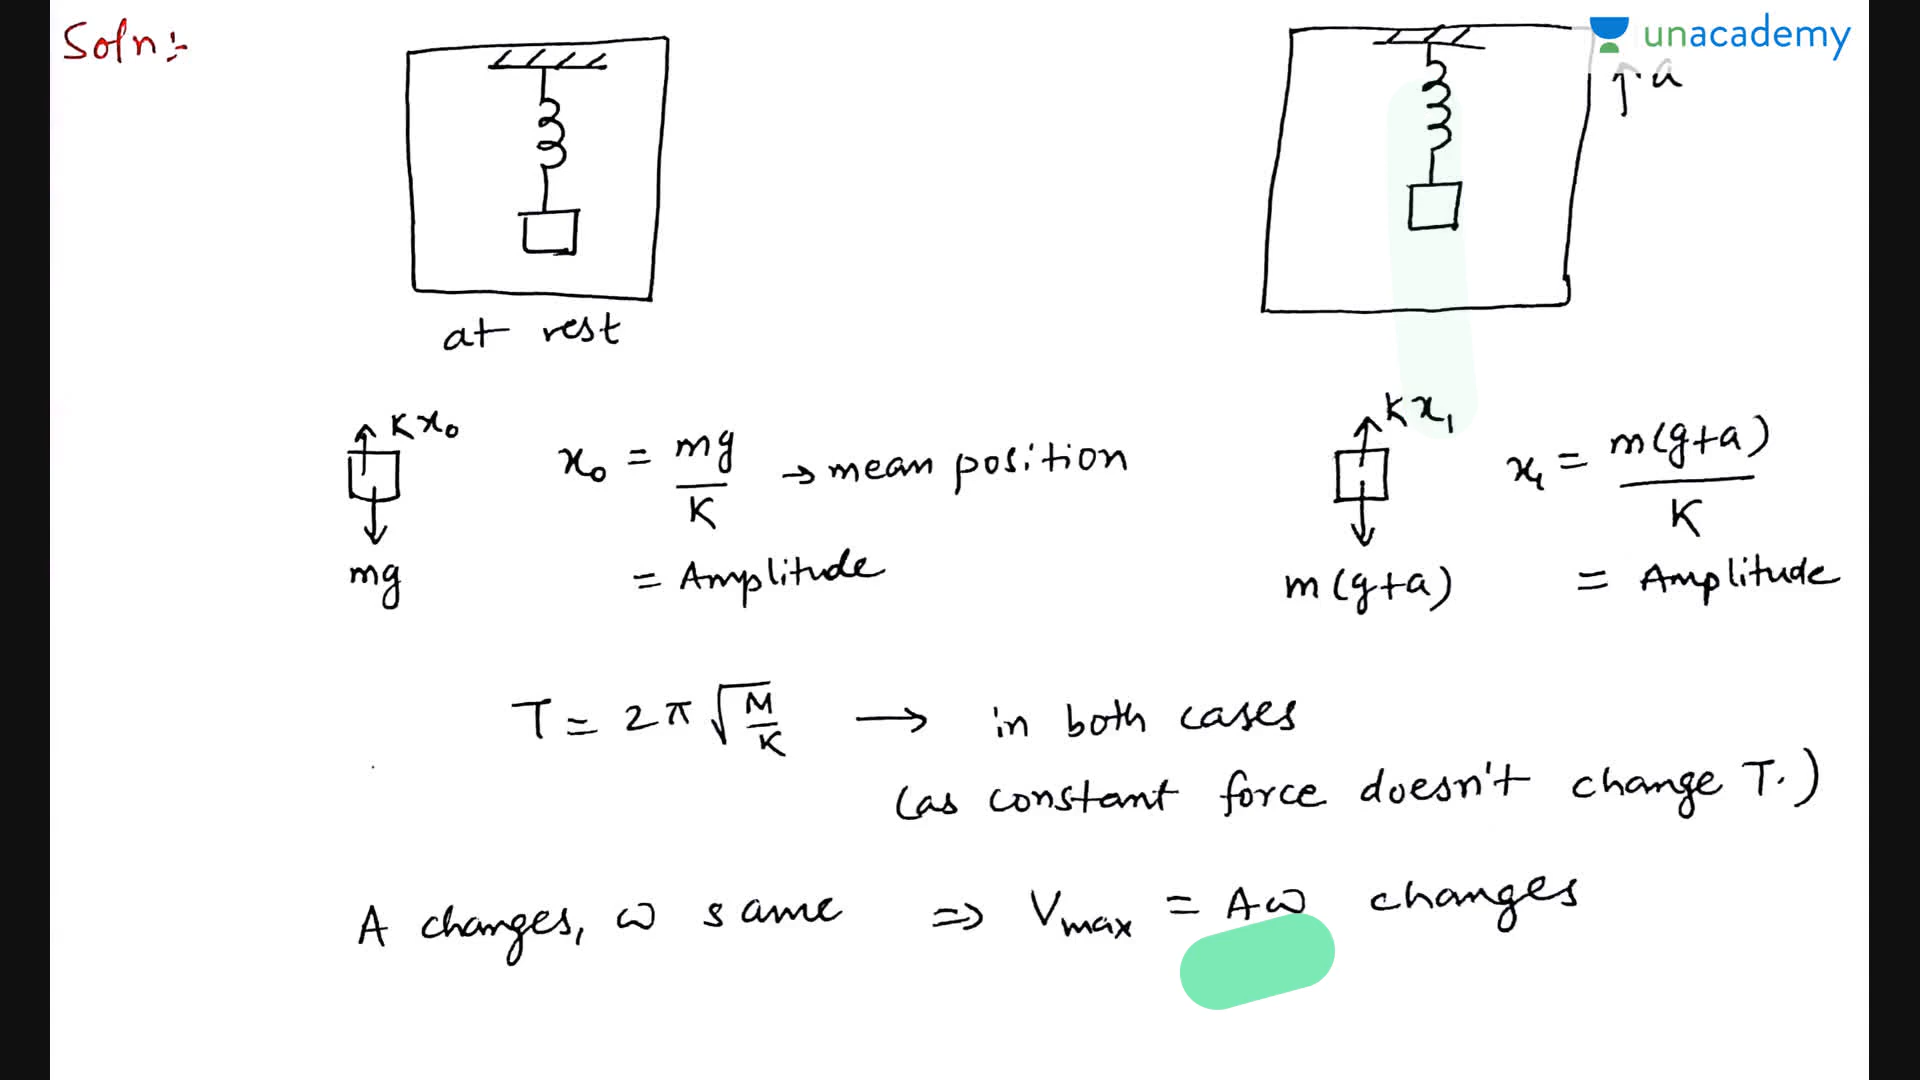 Soln :-
unacademy
↑ a
at rest
Kx₀
x₀ = mg/K → mean position
mg
= Amplitude
Kx₁
x₁ = m(g+a)/K
m(g+a)
= Amplitude
T = 2π √(M/K) → in both cases
(as constant force doesn't change T.)
A changes, ω same ⇒ Vmax = Aω changes